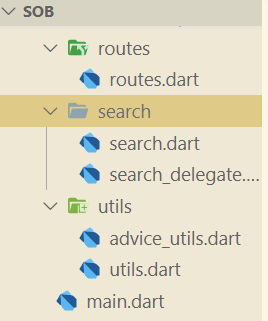 SOB
routes
routes.dart
search
search.dart
search_delegate....
utils
advice_utils.dart
utils.dart
main.dart